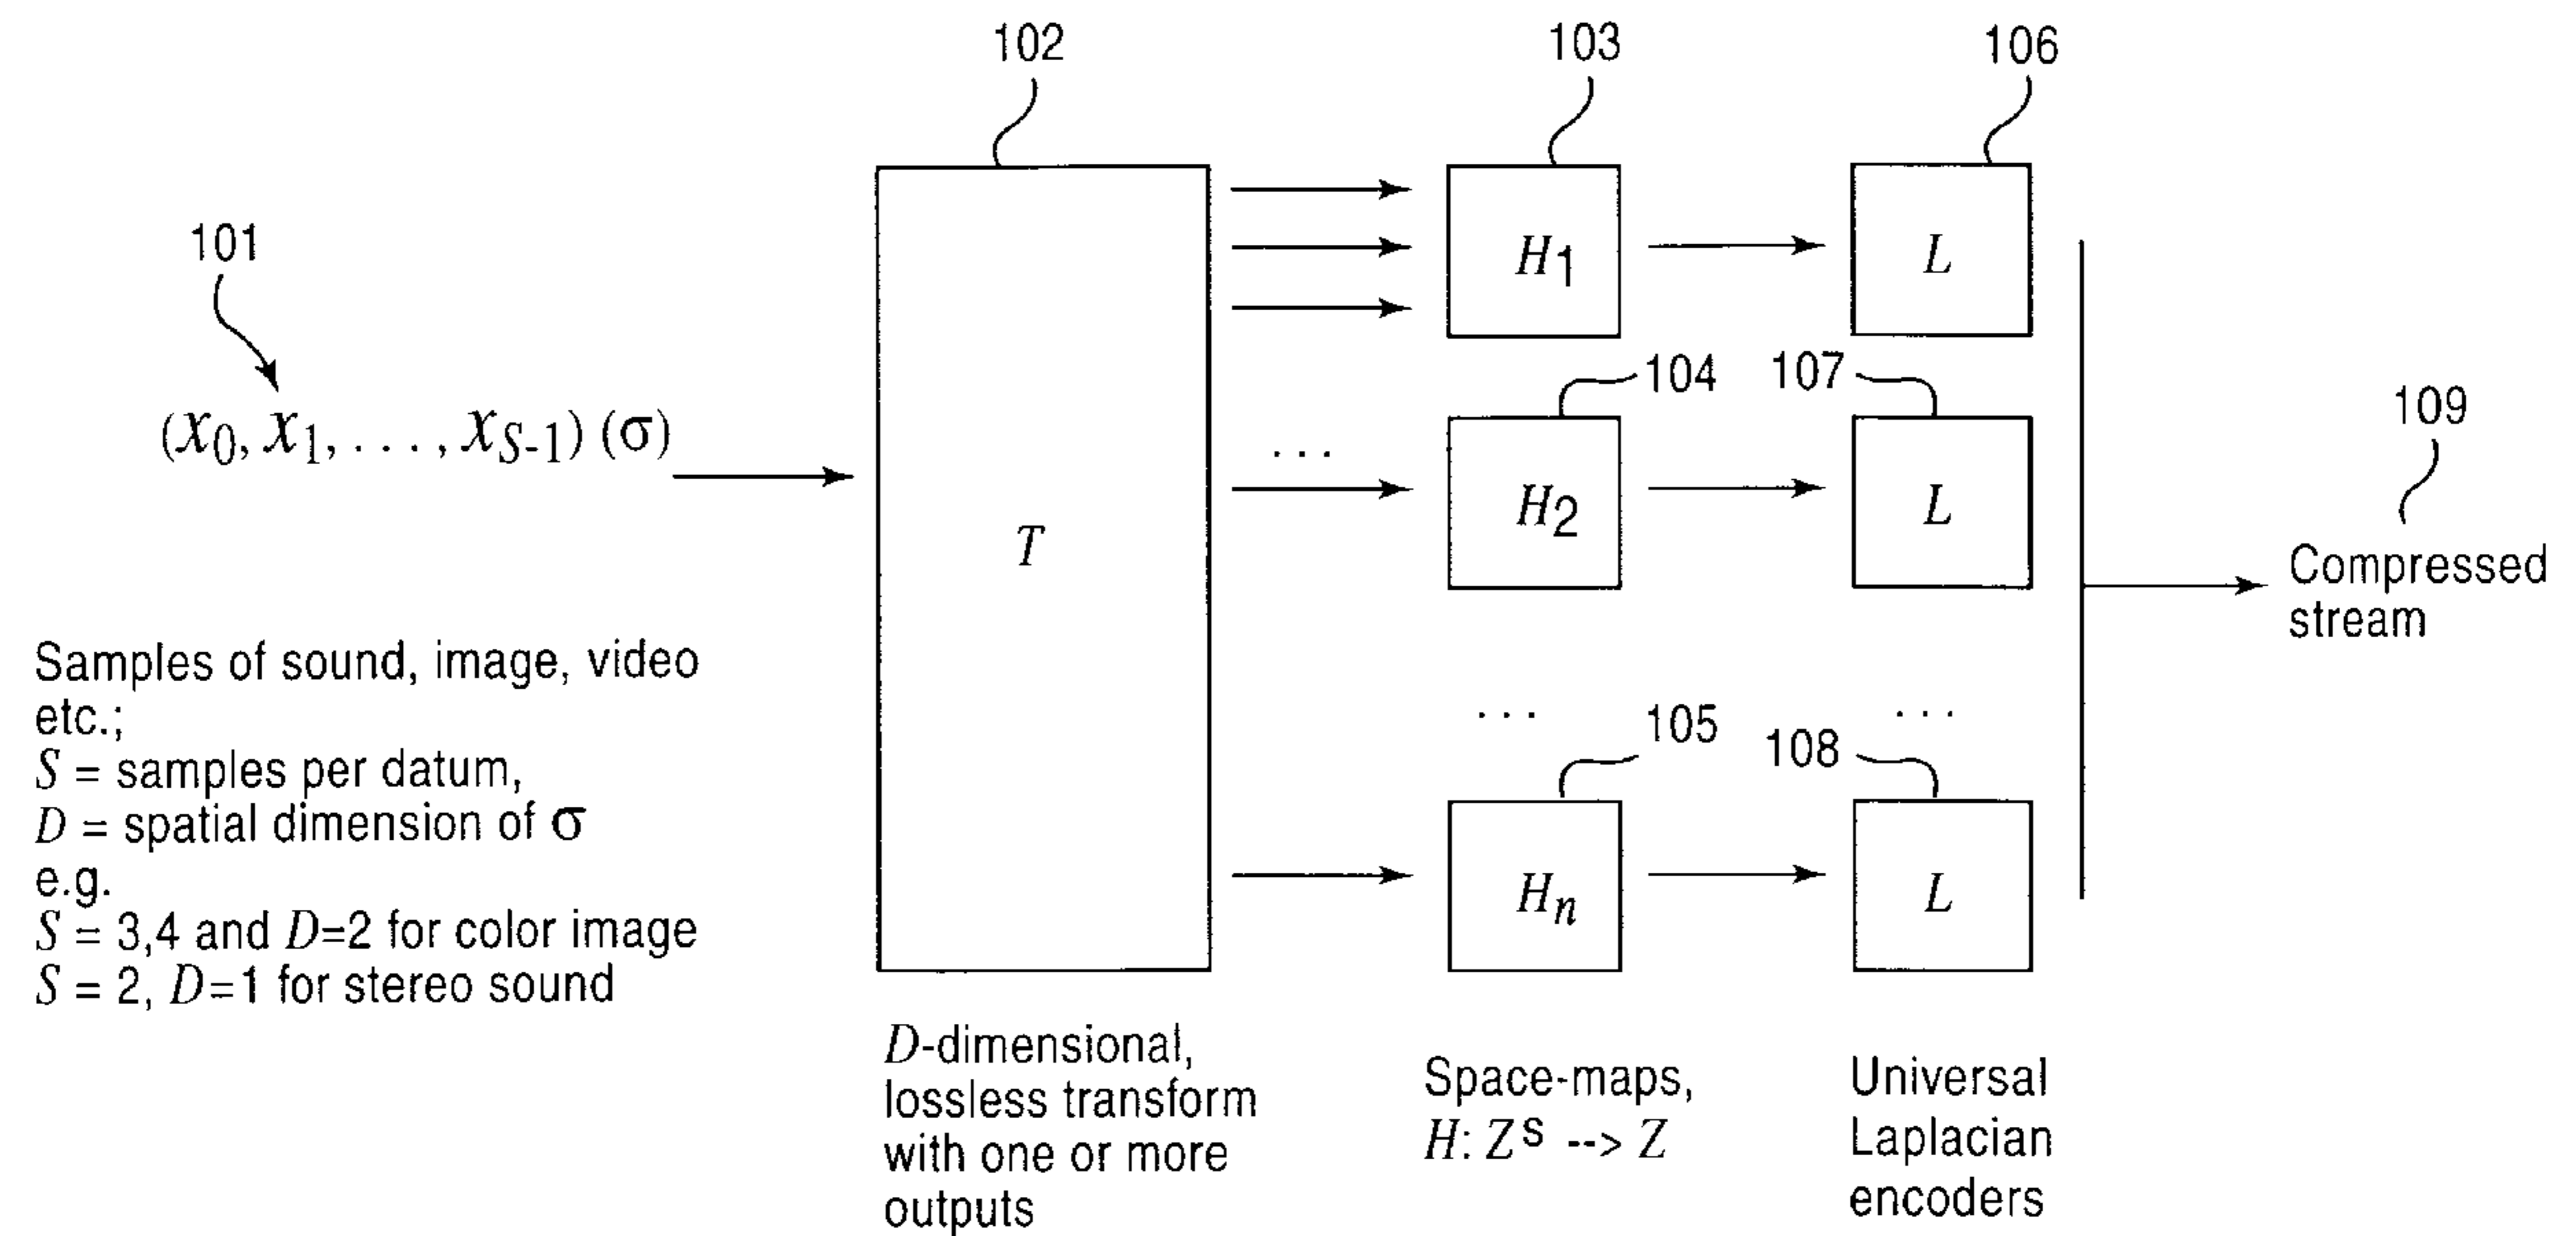 102
103
106
101
H1
L
104
107
109
(x0, x1, . . . , xS-1) (σ)
. . .
T
H2
L
Compressed
stream
Samples of sound, image, video
etc.;
S = samples per datum,
D = spatial dimension of σ
e.g.
S = 3,4 and D=2 for color image
S = 2, D=1 for stereo sound
. . .
105
. . .
108
Hn
L
D-dimensional,
lossless transform
with one or more
outputs
Space-maps,
H: Z^S --> Z
Universal
Laplacian
encoders